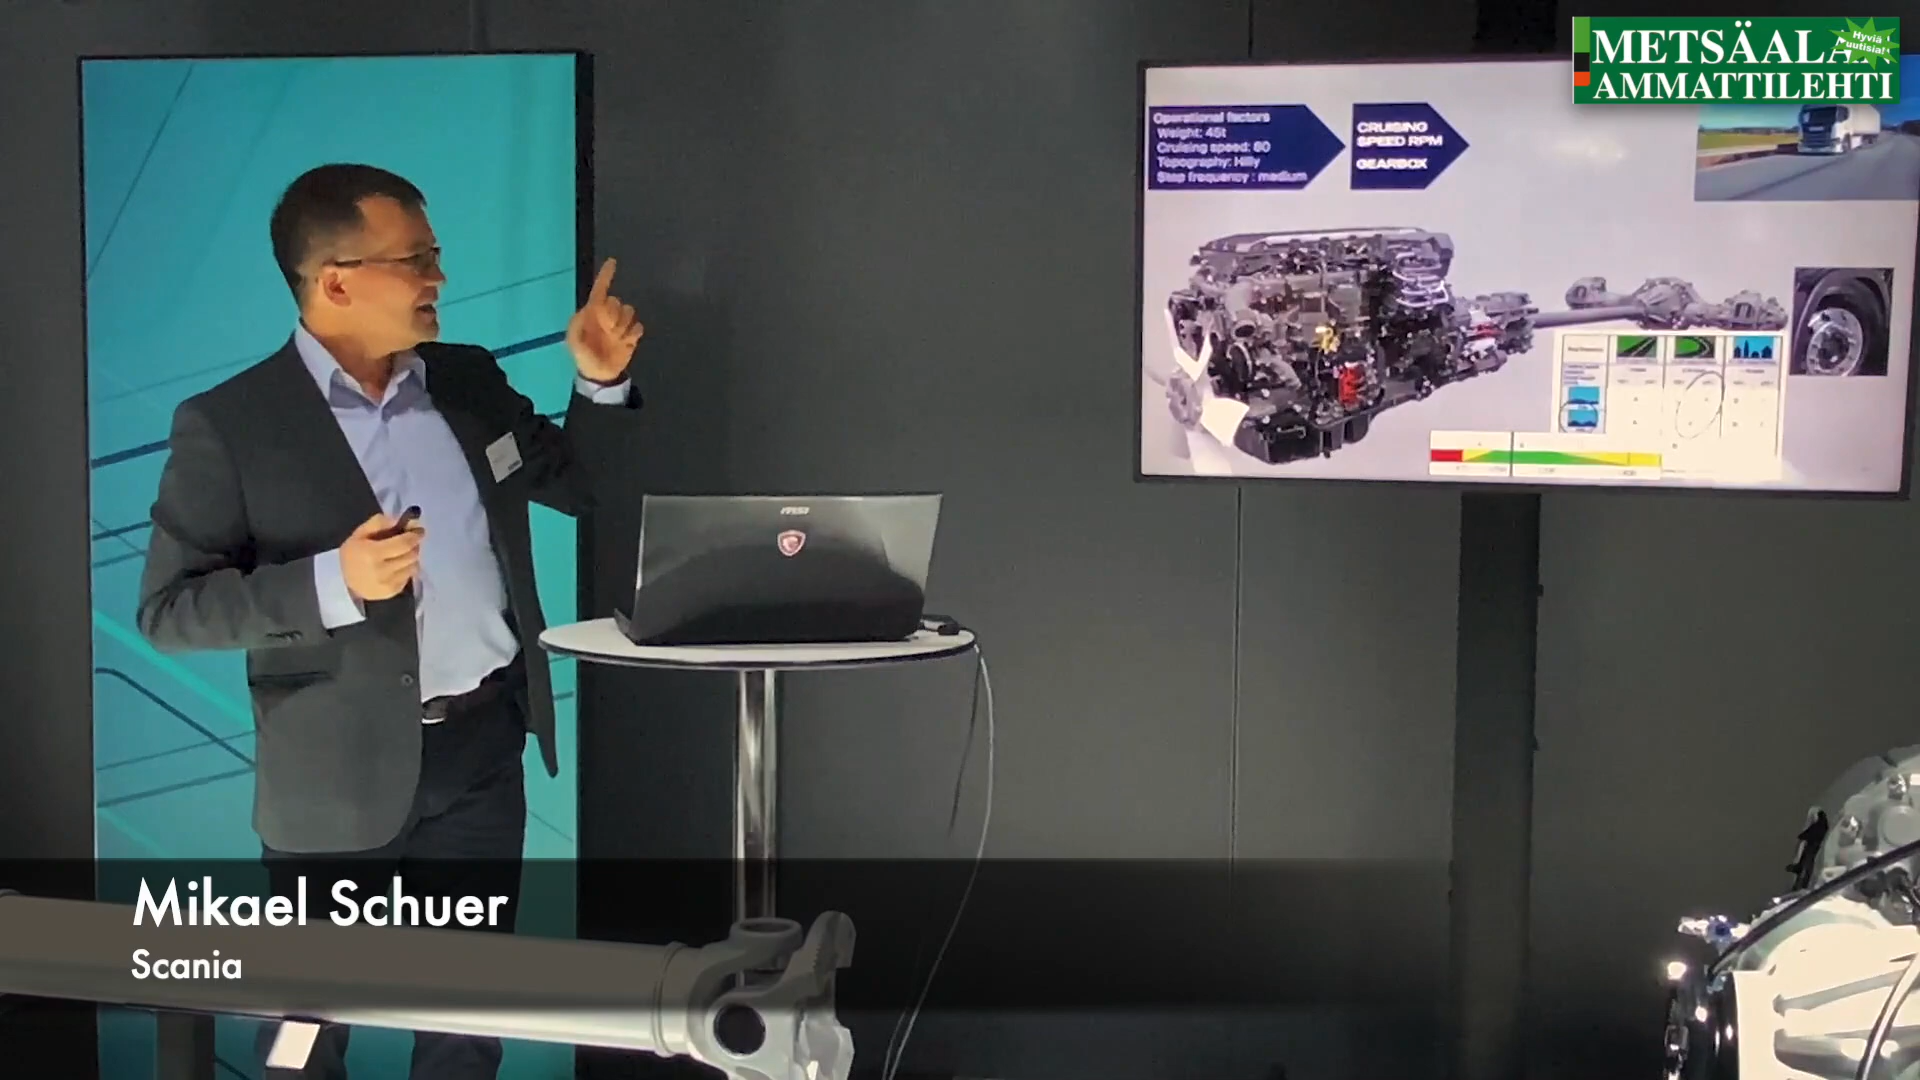 METSÄALAN
Hyviä
uutisia!
AMMATTILEHTI
Operational factors
Weight: 45t
Cruising speed: 80
Topography: Hilly
Stop frequency : medium
CRUISING
SPEED RPM
GEARBOX
msi
Mikael Schuer
Scania